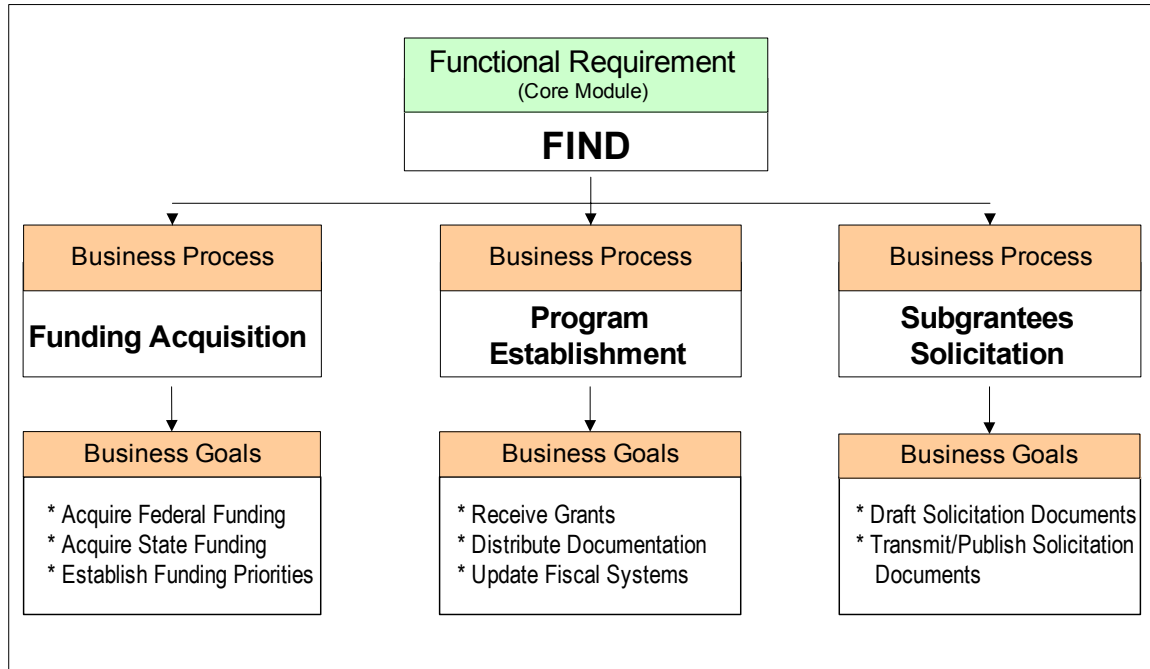 Functional Requirement
(Core Module)
FIND
Business Process
Funding Acquisition
Business Goals
* Acquire Federal Funding
* Acquire State Funding
* Establish Funding Priorities
Business Process
Program
Establishment
Business Goals
* Receive Grants
* Distribute Documentation
* Update Fiscal Systems
Business Process
Subgrantees
Solicitation
Business Goals
* Draft Solicitation Documents
* Transmit/Publish Solicitation
Documents